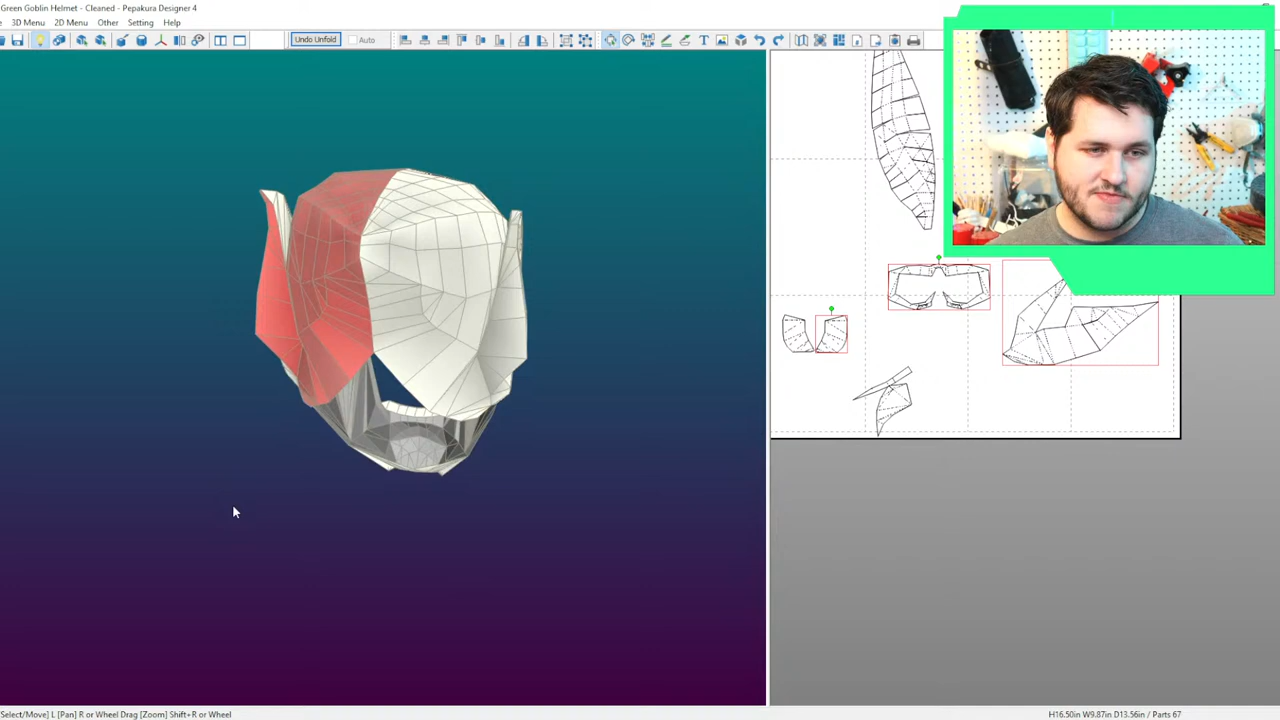 Green Goblin Helmet - Cleaned - Pepakura Designer 4
3D Menu 2D Menu Other Setting Help
Undo Unfold Auto
[Select/Move] L [Pan] R or Wheel Drag [Zoom] Shift+R or Wheel
H16.50in W9.87in D13.56in / Parts 67